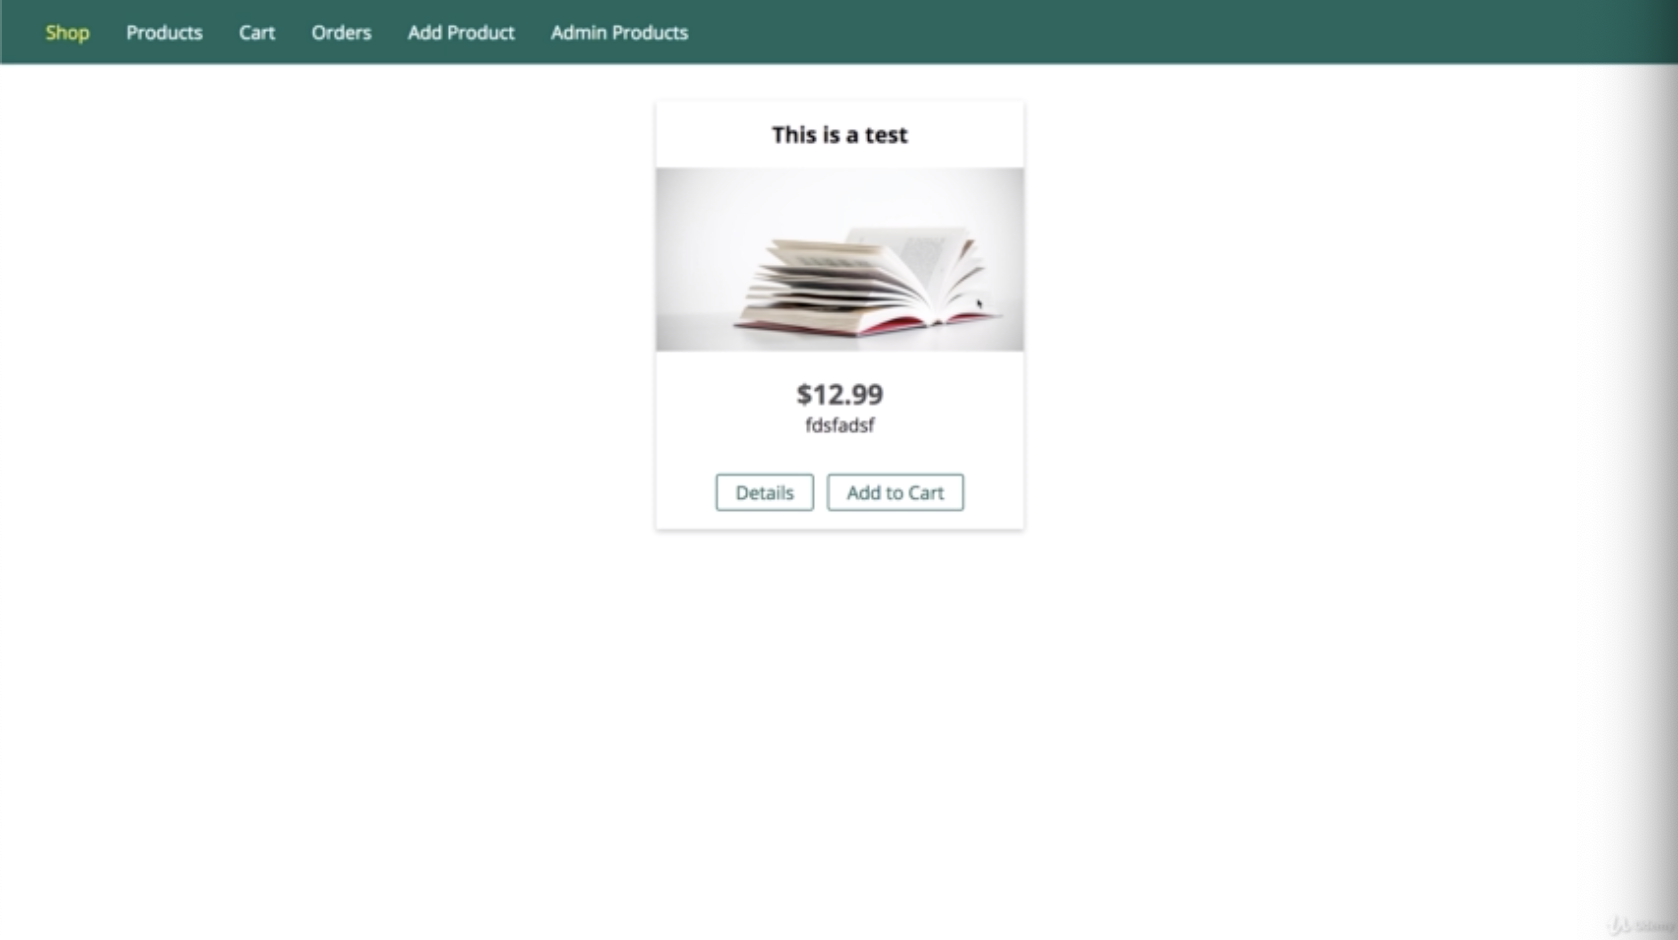 Shop Products Cart Orders Add Product Admin Products
This is a test
$12.99
fdsfadsf
Details Add to Cart